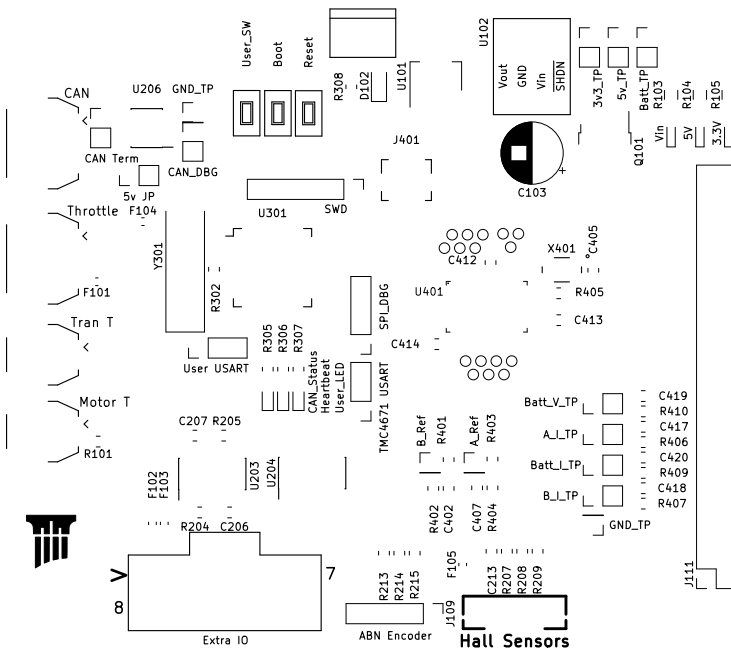 U102
User_SW
Boot
Reset
R308
D102
U101
Vout
GND
Vin
SHDN
3v3_TP
5v_TP
Batt_TP
R103
R104
R105
CAN
U206
GND_TP
Vin
5V
3.3V
Q101
J401
CAN Term
CAN_DBG
5v JP
C103
+
Throttle
F104
U301
SWD
Y301
R302
C412
X401
C405
F101
U401
R405
SPI_DBG
C413
Tran T
C414
User USART
R305
R306
R307
CAN_Status
Heartbeat
User_LED
TMC4671 USART
Motor T
C207
R205
Batt_V_TP
C419
R410
A_I_TP
C417
R406
Batt_I_TP
C420
R409
B_I_TP
C418
R407
GND_TP
B_Ref
R401
A_Ref
R403
R101
F102
F103
U203
U204
R402
C402
C407
R404
R204
C206
7
8
Extra IO
R213
R214
R215
F105
C213
R207
R208
R209
J109
J111
ABN Encoder
Hall Sensors